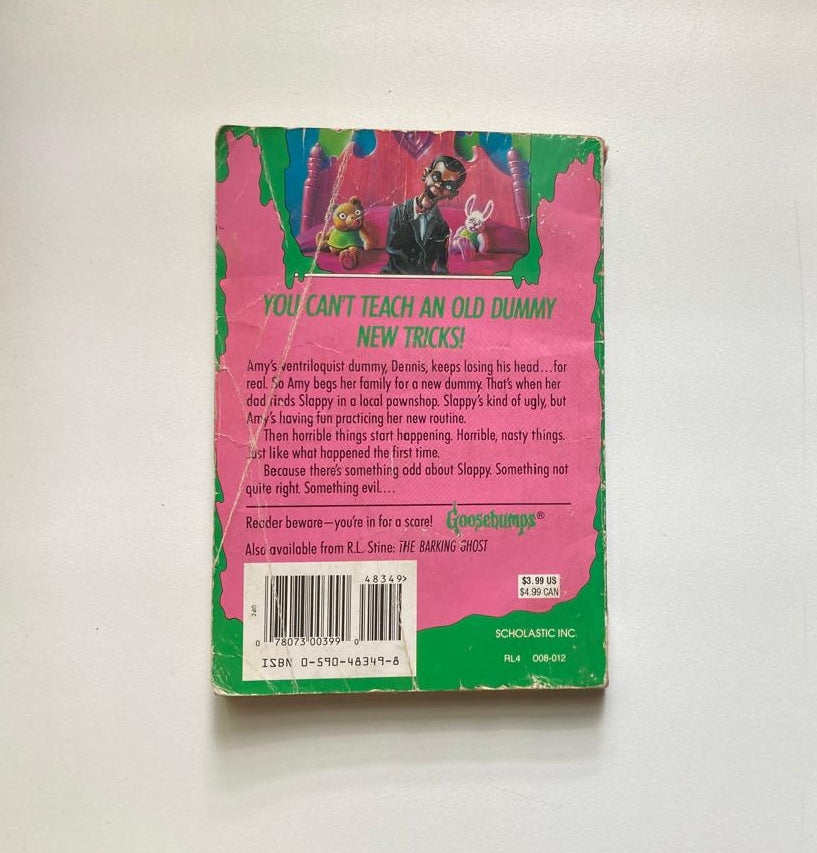 YOU CAN'T TEACH AN OLD DUMMY
NEW TRICKS!
Amy's ventriloquist dummy, Dennis, keeps losing his head...for
real. So Amy begs her family for a new dummy. That's when her
dad finds Slappy in a local pawnshop. Slappy's kind of ugly, but
Amy's having fun practicing her new routine.
Then horrible things start happening. Horrible, nasty things.
Just like what happened the first time.
Because there's something odd about Slappy. Something not
quite right. Something evil....
Reader beware—you're in for a scare! Goosebumps®
Also available from R.L. Stine: THE BARKING GHOST
48349>
$3.99 US
$4.99 CAN
0 78073 00399 0
ISBN 0-590-48349-8
SCHOLASTIC INC.
RL4 008-012